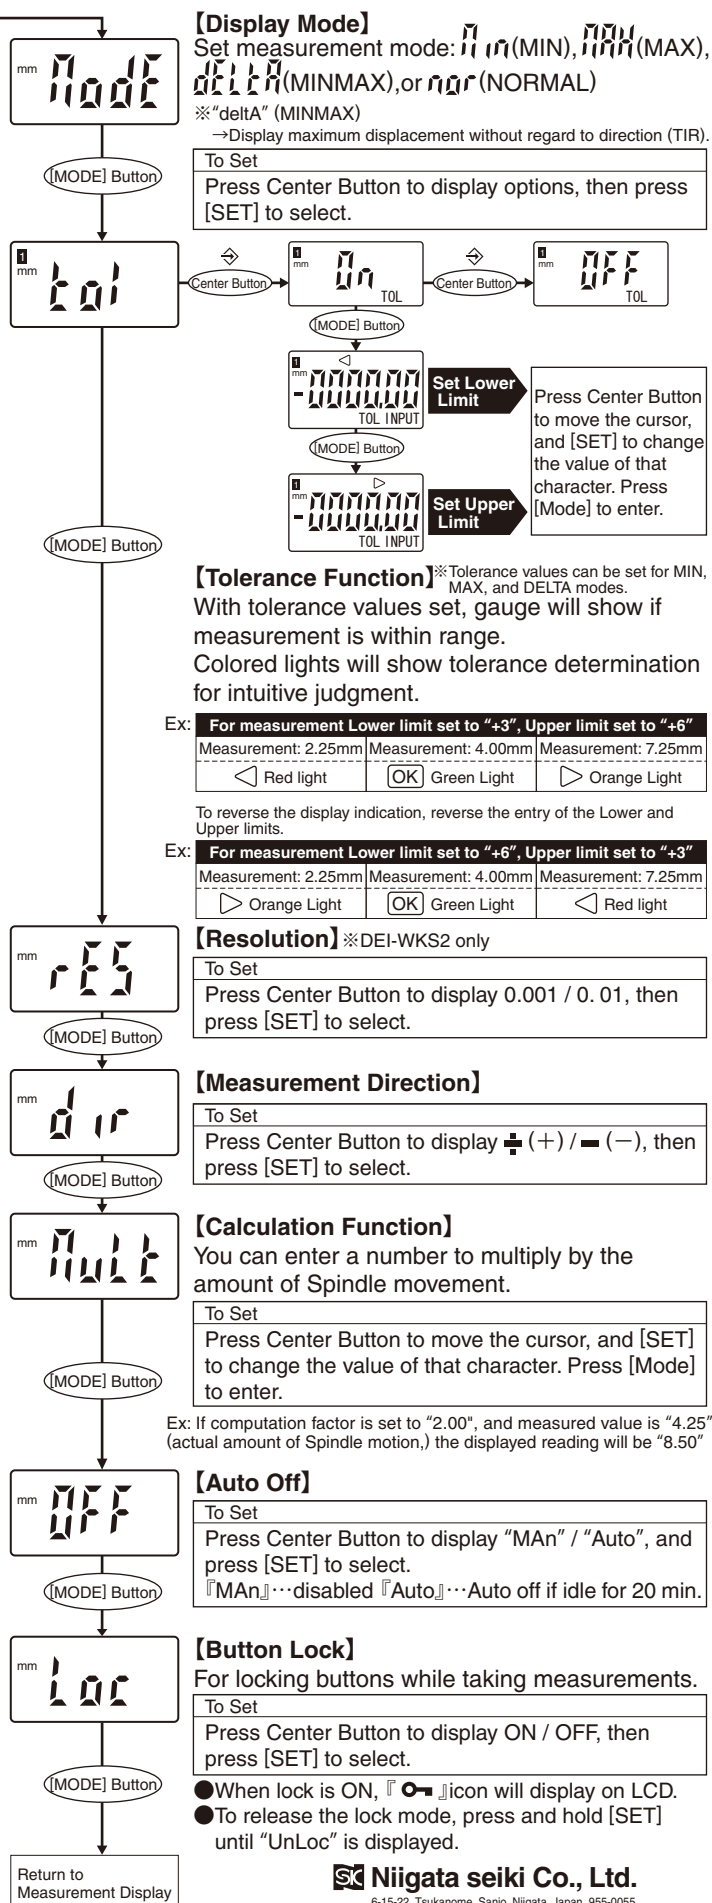 【Display Mode】
Set measurement mode: Min(MIN), MAX(MAX),
dELtA(MINMAX),or nor(NORMAL)
※“deltA” (MINMAX)
→Display maximum displacement without regard to direction (TIR).
To Set
Press Center Button to display options, then press
[SET] to select.
mm
ModE
[MODE] Button
1
mm
tol
Center Button
1
mm
On
TOL
Center Button
1
mm
OFF
TOL
[MODE] Button
1
mm
-0000.00
TOL INPUT
Set Lower
Limit
[MODE] Button
1
mm
-0000.00
TOL INPUT
Set Upper
Limit
Press Center Button
to move the cursor,
and [SET] to change
the value of that
character. Press
[Mode] to enter.
[MODE] Button
【Tolerance Function】※Tolerance values can be set for MIN,
MAX, and DELTA modes.
With tolerance values set, gauge will show if
measurement is within range.
Colored lights will show tolerance determination
for intuitive judgment.
Ex: For measurement Lower limit set to “+3”, Upper limit set to “+6”
Measurement: 2.25mm Measurement: 4.00mm Measurement: 7.25mm
Red light OK Green Light Orange Light
To reverse the display indication, reverse the entry of the Lower and
Upper limits.
Ex: For measurement Lower limit set to “+6”, Upper limit set to “+3”
Measurement: 2.25mm Measurement: 4.00mm Measurement: 7.25mm
Orange Light OK Green Light Red light
mm
rES
[MODE] Button
【Resolution】※DEI-WKS2 only
To Set
Press Center Button to display 0.001 / 0. 01, then
press [SET] to select.
mm
dir
[MODE] Button
【Measurement Direction】
To Set
Press Center Button to display (+) / (−), then
press [SET] to select.
mm
MuLt
[MODE] Button
【Calculation Function】
You can enter a number to multiply by the
amount of Spindle movement.
To Set
Press Center Button to move the cursor, and [SET]
to change the value of that character. Press [Mode]
to enter.
Ex: If computation factor is set to “2.00", and measured value is “4.25”
(actual amount of Spindle motion,) the displayed reading will be “8.50”
mm
OFF
[MODE] Button
【Auto Off】
To Set
Press Center Button to display “MAn” / “Auto”, and
press [SET] to select.
『MAn』…disabled『Auto』…Auto off if idle for 20 min.
mm
Loc
[MODE] Button
【Button Lock】
For locking buttons while taking measurements.
To Set
Press Center Button to display ON / OFF, then
press [SET] to select.
●When lock is ON,『 』icon will display on LCD.
●To release the lock mode, press and hold [SET]
until “UnLoc” is displayed.
Return to
Measurement Display
SK Niigata seiki Co., Ltd.
6-15-22, Tsukanome, Sanjo, Niigata, Japan, 955-0055